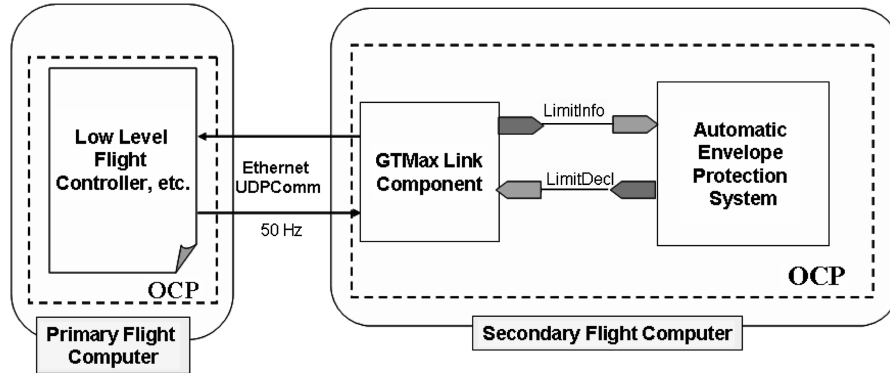 Low Level
Flight
Controller, etc.
OCP
Primary Flight
Computer
Ethernet
UDPComm
50 Hz
GTMax Link
Component
LimitInfo
LimitDecl
Automatic
Envelope
Protection
System
OCP
Secondary Flight Computer